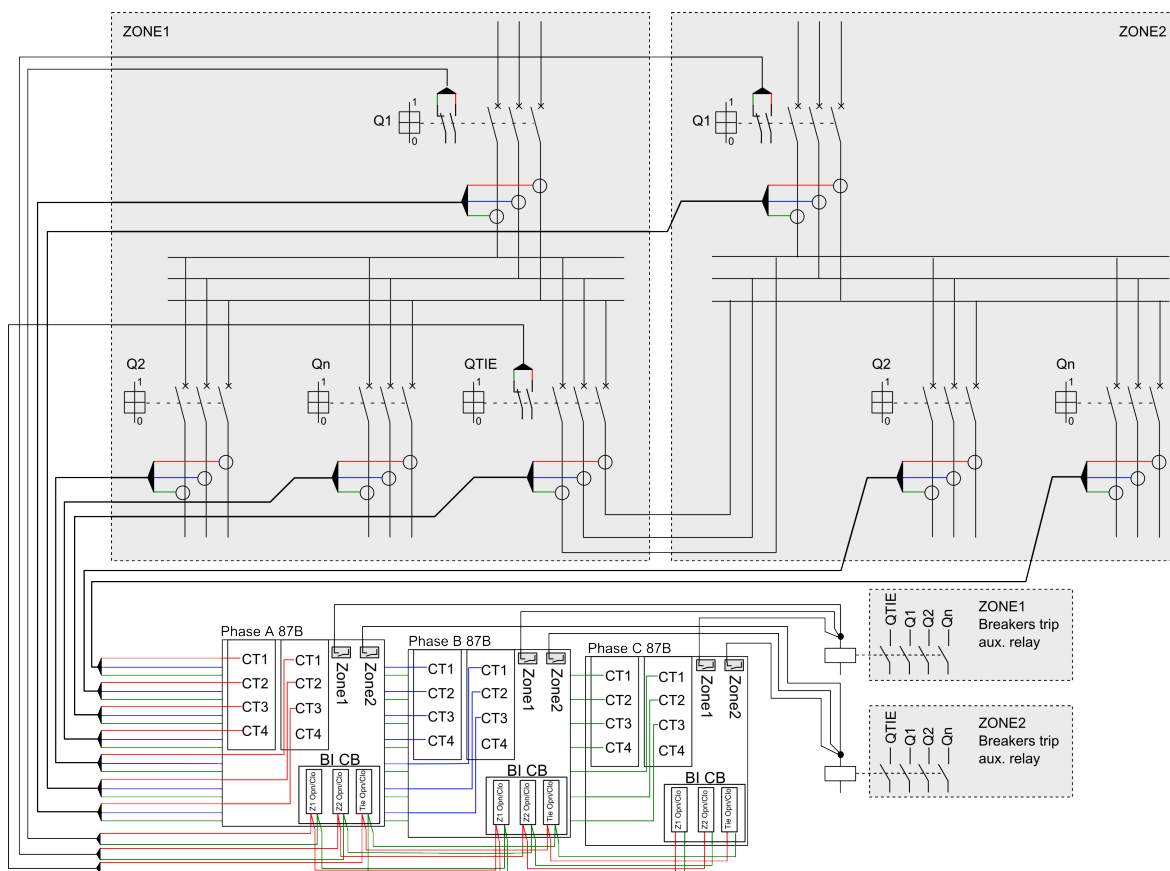 ZONE1
ZONE2
Q1
1
0
Q1
1
0
Q2
1
0
Qn
1
0
QTIE
1
0
Q2
1
0
Qn
1
0
Phase A 87B
CT1
CT2
CT3
CT4
CT1
CT2
CT3
CT4
Zone1
Zone2
BI CB
Z1 Opn/Clo
Z2 Opn/Clo
Tie Opn/Clo
Phase B 87B
CT1
CT2
CT3
CT4
CT1
CT2
CT3
CT4
Zone1
Zone2
BI CB
Z1 Opn/Clo
Z2 Opn/Clo
Tie Opn/Clo
Phase C 87B
CT1
CT2
CT3
CT4
CT1
CT2
CT3
CT4
Zone1
Zone2
BI CB
Z1 Opn/Clo
Z2 Opn/Clo
Tie Opn/Clo
QTIE
Q1
Q2
Qn
ZONE1
Breakers trip
aux. relay
QTIE
Q1
Q2
Qn
ZONE2
Breakers trip
aux. relay